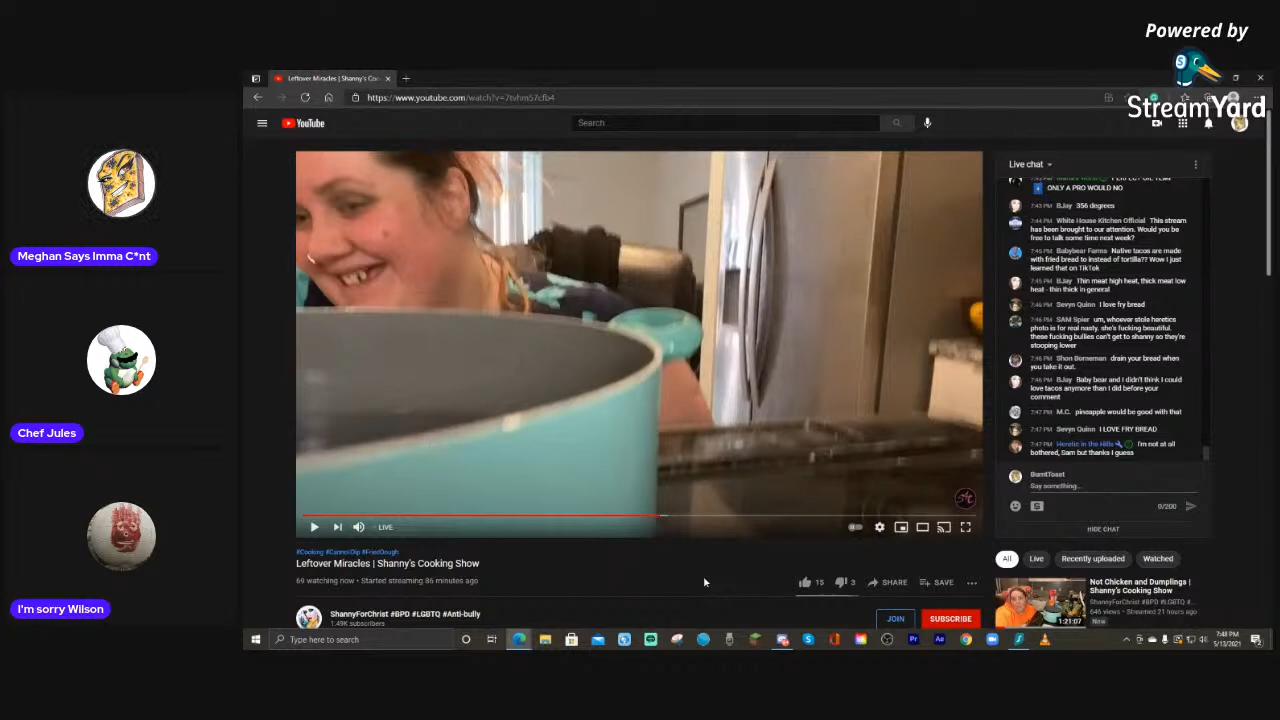 Powered by
StreamYard
Leftover Miracles | Shanny's Coo
https://www.youtube.com/watch?v=7tvhm57cfb4
YouTube
Search
Live chat
ONLY A PRO WOULD NO
7:43 PM BJay 356 degrees
7:44 PM White House Kitchen Official This stream
has been brought to our attention. Would you be
free to talk some time next week?
7:45 PM Babybear Farms Native tacos are made
with fried bread to instead of tortilla?? Wow I just
learned that on TikTok
7:45 PM BJay Thin meat high heat, thick meat low
heat - thin thick in general
7:46 PM Sevyn Quinn I love fry bread
7:46 PM SAM Spier um, whoever stole heretics
photo is for real nasty. she's fucking beautiful.
these fucking bullies can't get to shanny so they're
stooping lower
7:46 PM Shon Borneman drain your bread when
you take it out.
7:46 PM BJay Baby bear and I didn't think I could
love tacos anymore than I did before your
comment
7:47 PM M.C. pineapple would be good with that
7:47 PM Sevyn Quinn I LOVE FRY BREAD
7:47 PM Heretic in the Hills I'm not at all
bothered, Sam but thanks I guess
BurntToast
Say something...
0/200
HIDE CHAT
Meghan Says Imma C*nt
Chef Jules
I'm sorry Wilson
LIVE
#Cooking #CannoliDip #FriedDough
Leftover Miracles | Shanny's Cooking Show
69 watching now • Started streaming 86 minutes ago
15
3
SHARE
SAVE
ShannyForChrist #BPD #LGBTQ #Anti-bully
1.49K subscribers
JOIN
SUBSCRIBE
All
Live
Recently uploaded
Watched
Not Chicken and Dumplings |
Shanny's Cooking Show
ShannyForChrist #BPD #LGBTQ #...
646 views • Streamed 21 hours ago
New
1:21:07
Type here to search
7:48 PM
5/13/2021